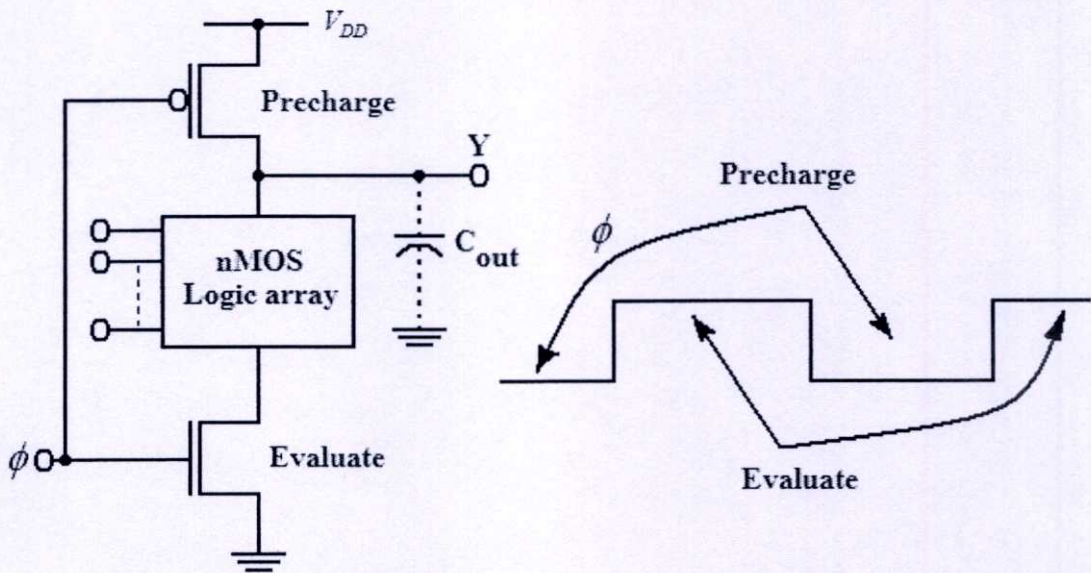 V_DD
Precharge
Y
nMOS
Logic array
C_out
ϕ
Evaluate
Precharge
ϕ
Evaluate